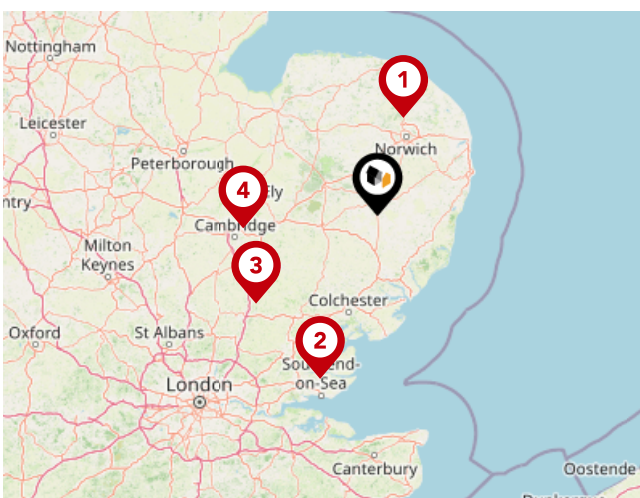 Nottingham
1
Leicester
Norwich
Peterborough
4
Ely
ntry
Cambridge
Milton
Keynes
3
Colchester
Oxford
St Albans
2
Southend-
on-Sea
London
Canterbury
Oostende